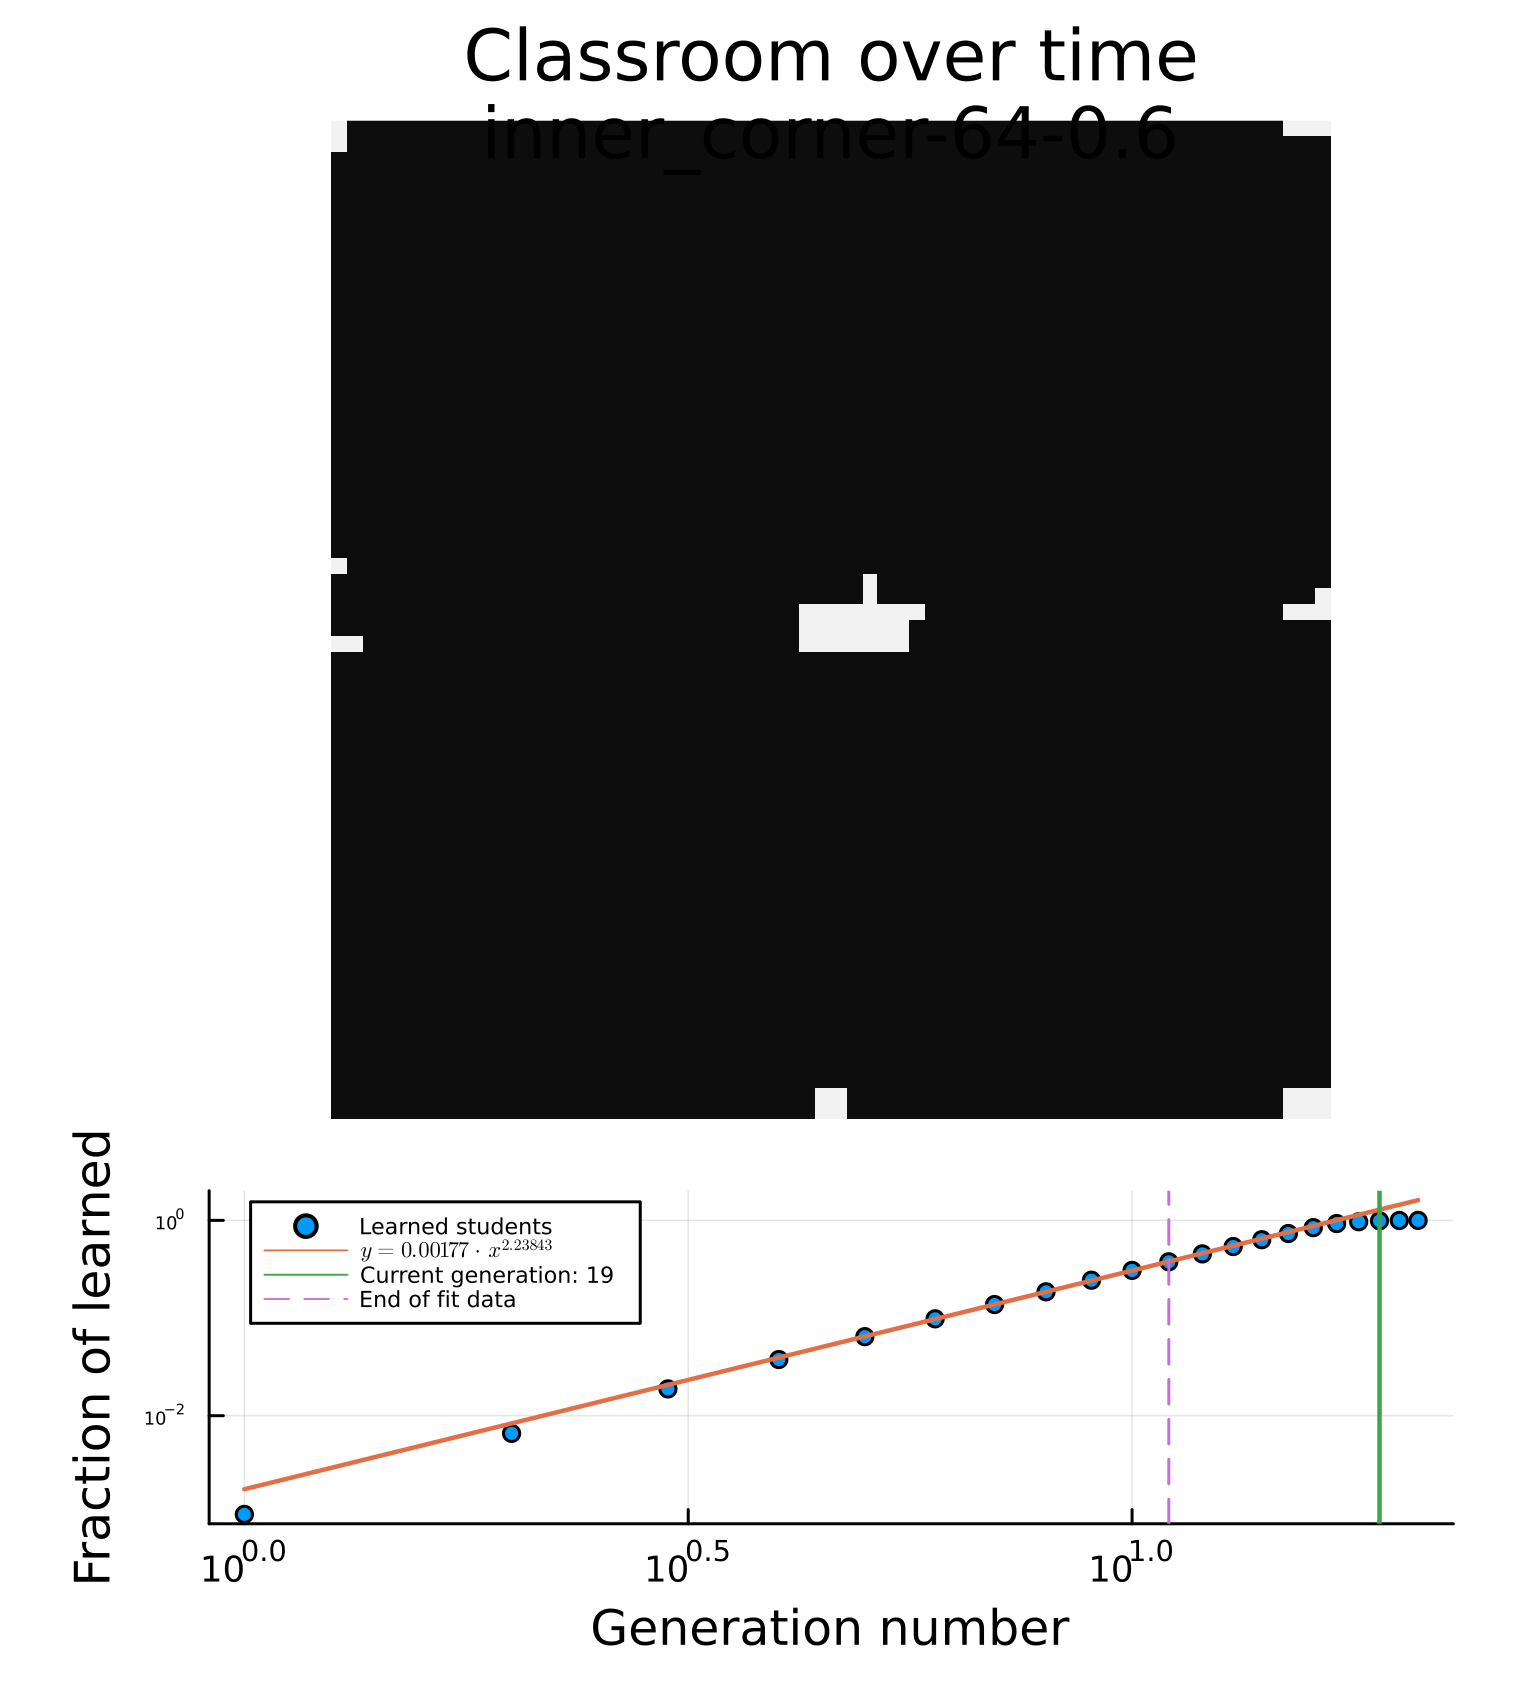 Classroom over time
inner_corner-64-0.6
Fraction of learned
10^0
10^-2
Learned students
y = 0.00177 · x^2.23843
Current generation: 19
End of fit data
10^0.0
10^0.5
10^1.0
Generation number